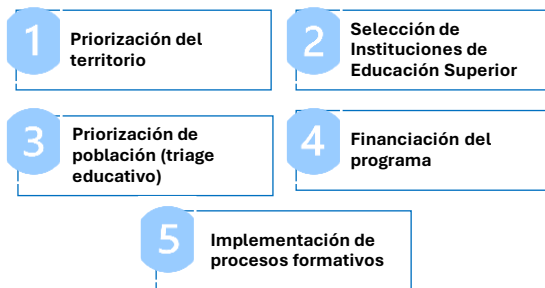 1
Priorización del
territorio
2
Selección de
Instituciones de
Educación Superior
3
Priorización de
población (triage
educativo)
4
Financiación del
programa
5
Implementación de
procesos formativos